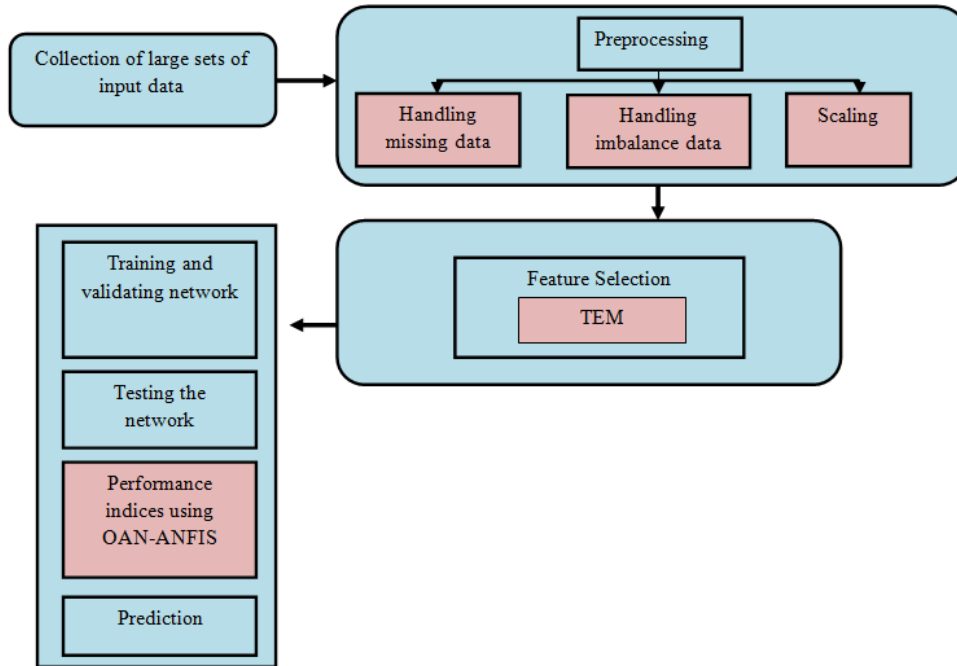 Collection of large sets of
input data
Preprocessing
Handling
missing data
Handling
imbalance data
Scaling
Feature Selection
TEM
Training and
validating network
Testing the
network
Performance
indices using
OAN-ANFIS
Prediction